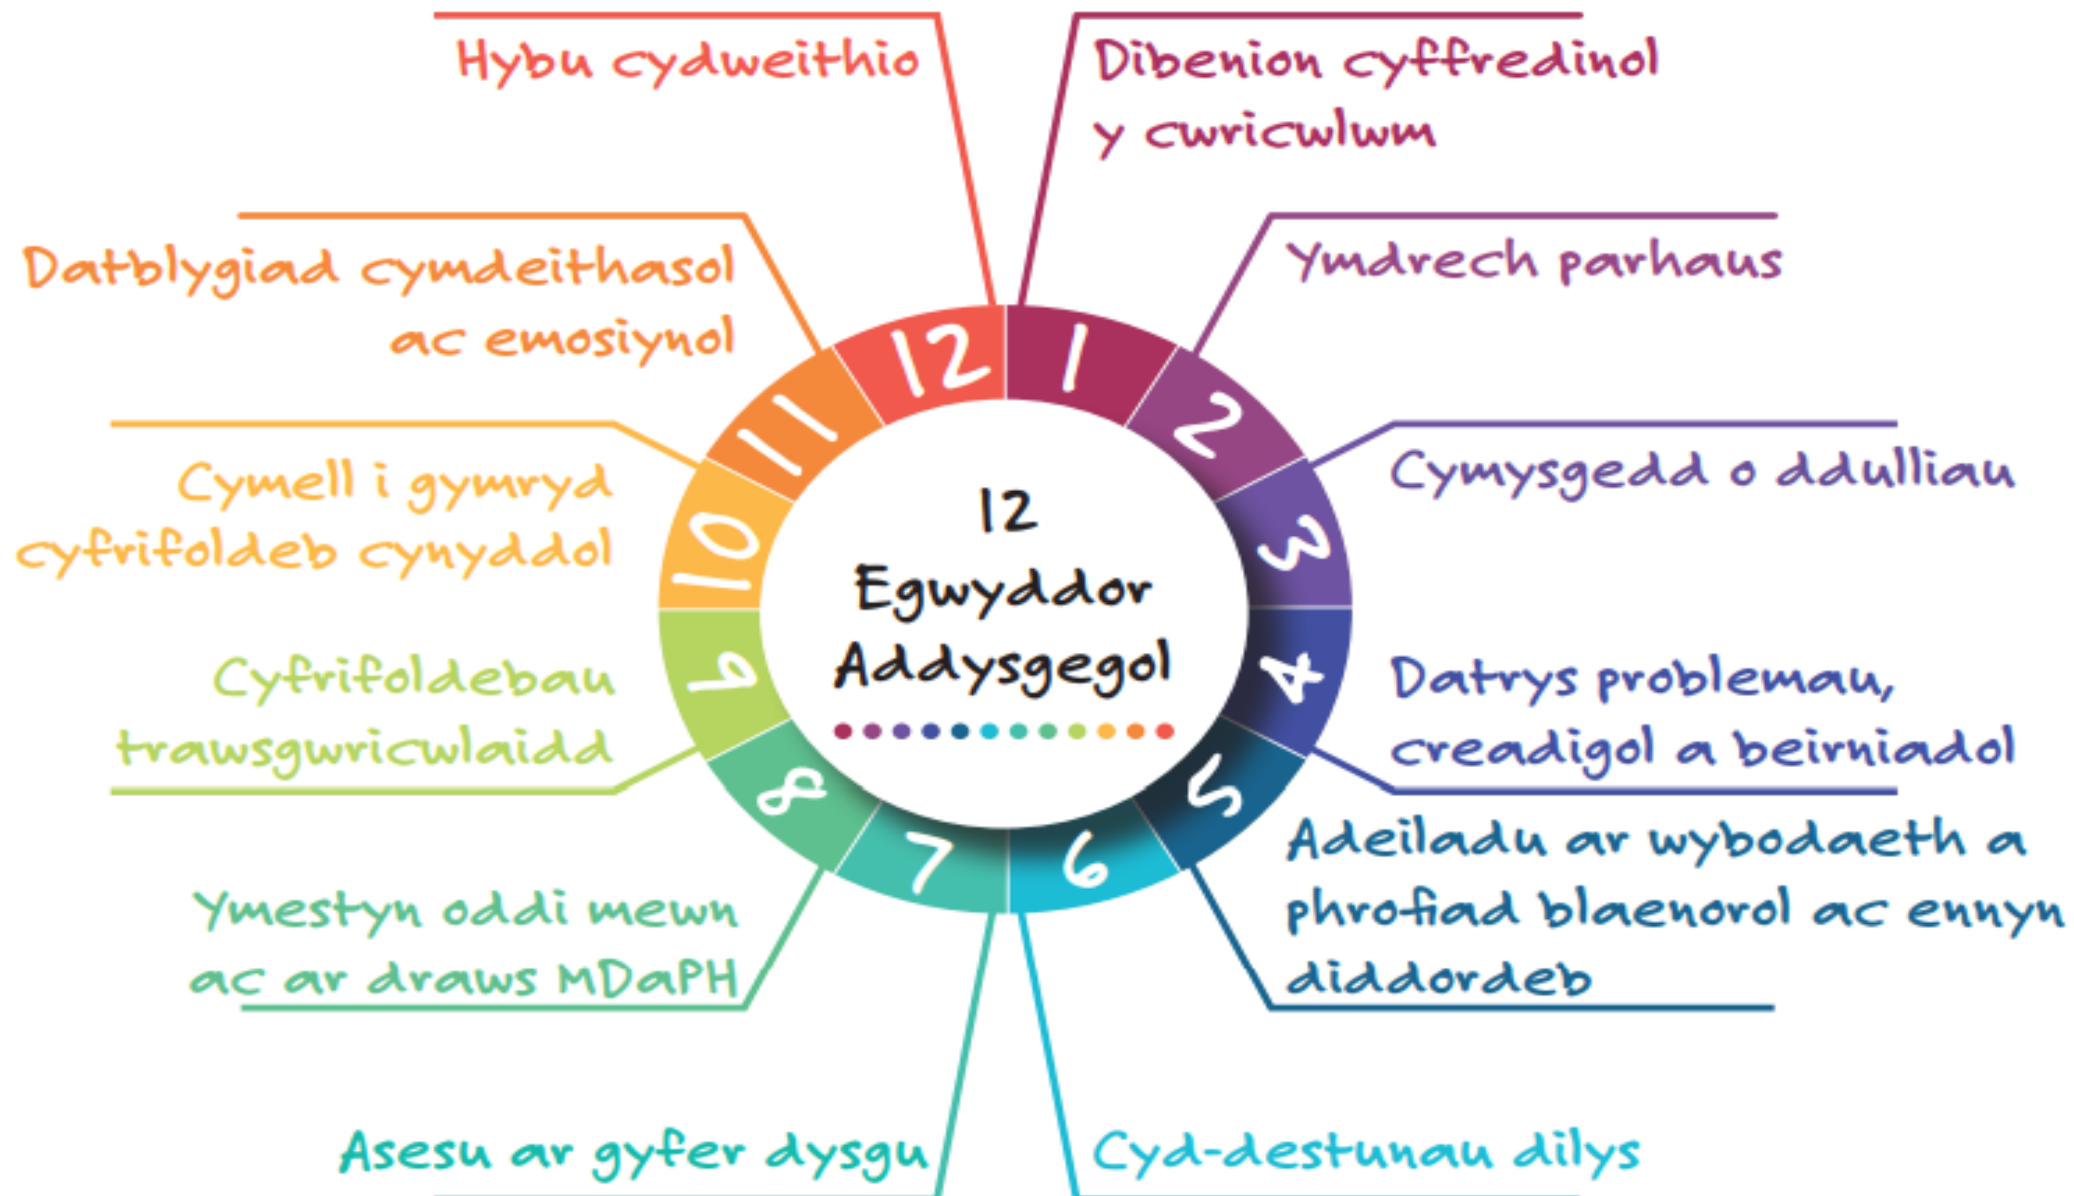 12
Egwyddor
Addysgegol
1
Dibenion cyffredinol
y cwricwlwm
2
Ymdrech parhaus
3
Cymysgedd o ddulliau
4
Datrys problemau,
creadigol a beirniadol
5
Adeiladu ar wybodaeth a
phrofiad blaenorol ac ennyn
diddordeb
6
Cyd-destunau dilys
7
Asesu ar gyfer dysgu
8
Ymestyn oddi mewn
ac ar draws MDaPH
9
Cyfrifoldebau
trawsgwricwlaidd
10
Cymell i gymryd
cyfrifoldeb cynyddol
11
Datblygiad cymdeithasol
ac emosiynol
12
Hybu cydweithio